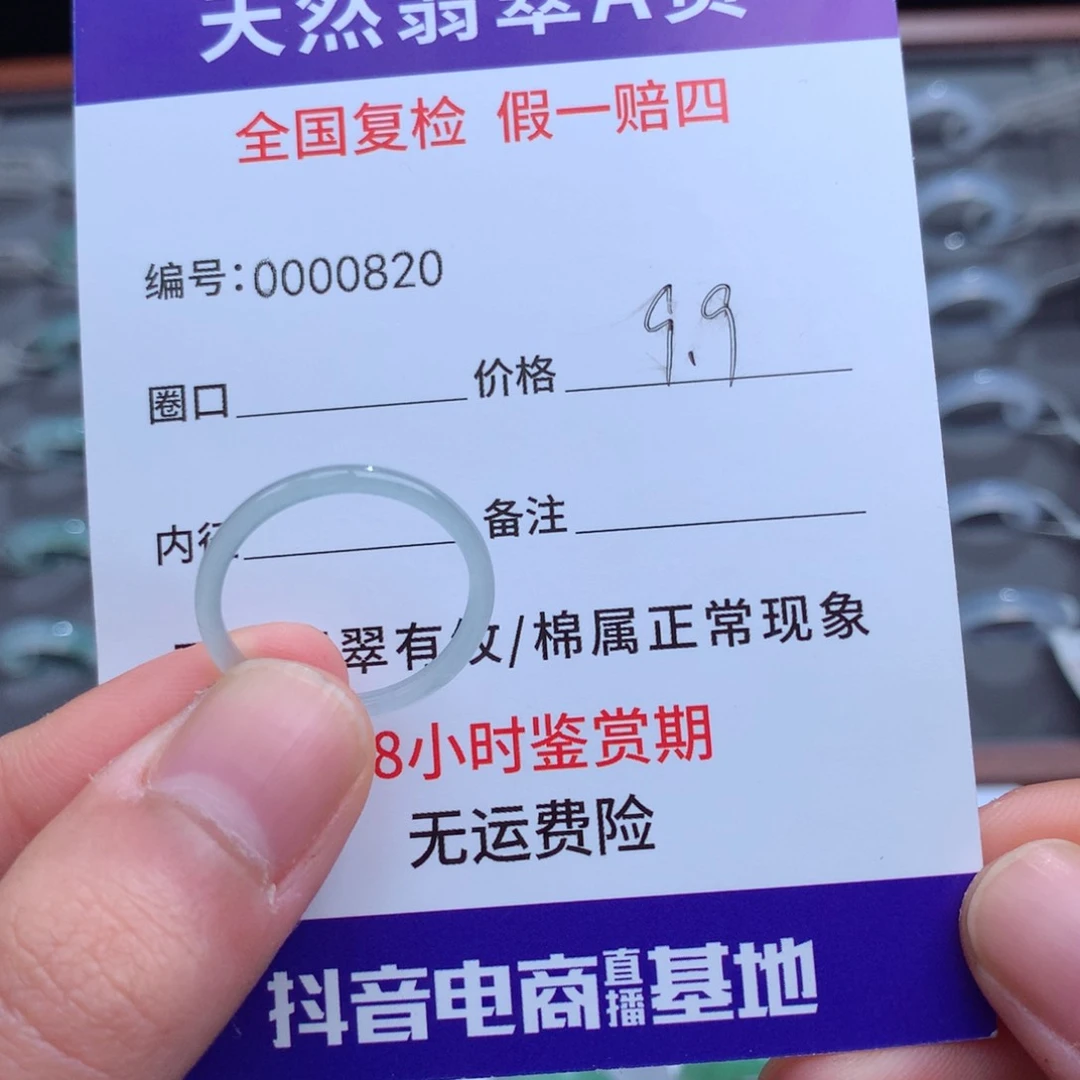 天然翡翠A货
全国复检 假一赔四
编号:0000820
圈口 价格 9.9
内径 备注
翠有纹/棉属正常现象
8小时鉴赏期
无运费险
抖音电商直播基地